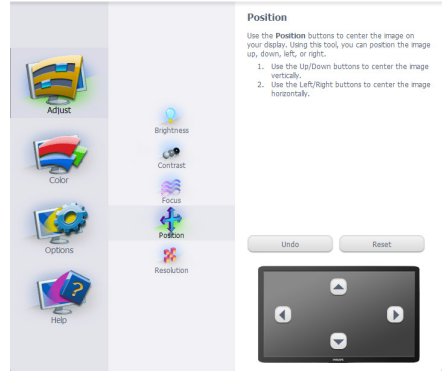 Adjust
Color
Options
Help
Brightness
Contrast
Focus
Position
Resolution
Position
Use the Position buttons to center the image on
your display. Using this tool, you can position the image
up, down, left, or right.
1. Use the Up/Down buttons to center the image
vertically.
2. Use the Left/Right buttons to center the image
horizontally.
Undo
Reset
PHILIPS